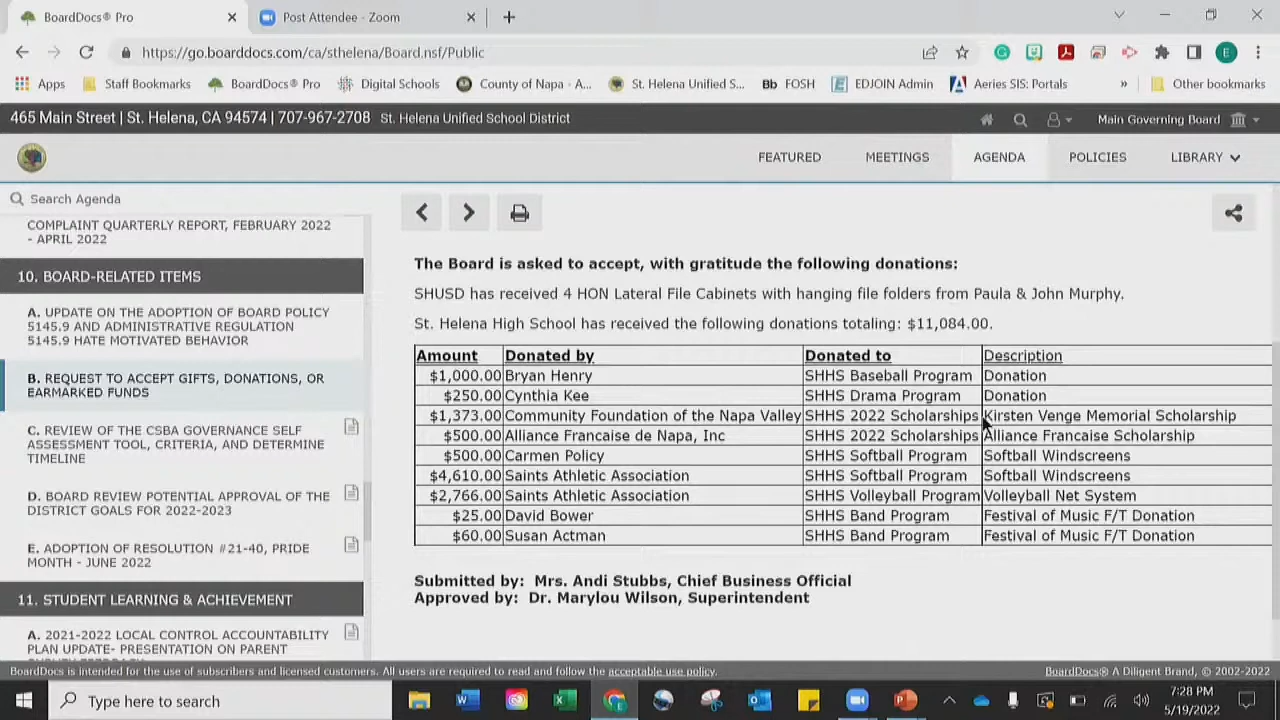 BoardDocs® Pro
Post Attendee - Zoom
https://go.boarddocs.com/ca/sthelena/Board.nsf/Public
E
Apps Staff Bookmarks BoardDocs® Pro Digital Schools County of Napa - A... St. Helena Unified S... Bb FOSH EDJOIN Admin Aeries SIS: Portals » Other bookmarks
465 Main Street | St. Helena, CA 94574 | 707-967-2708 St. Helena Unified School District Main Governing Board
FEATURED MEETINGS AGENDA POLICIES LIBRARY
Search Agenda
COMPLAINT QUARTERLY REPORT, FEBRUARY 2022
- APRIL 2022
10. BOARD-RELATED ITEMS
A. UPDATE ON THE ADOPTION OF BOARD POLICY
5145.9 AND ADMINISTRATIVE REGULATION
5145.9 HATE MOTIVATED BEHAVIOR
B. REQUEST TO ACCEPT GIFTS, DONATIONS, OR
EARMARKED FUNDS
C. REVIEW OF THE CSBA GOVERNANCE SELF
ASSESSMENT TOOL, CRITERIA, AND DETERMINE
TIMELINE
D. BOARD REVIEW POTENTIAL APPROVAL OF THE
DISTRICT GOALS FOR 2022-2023
E. ADOPTION OF RESOLUTION #21-40, PRIDE
MONTH - JUNE 2022
11. STUDENT LEARNING & ACHIEVEMENT
A. 2021-2022 LOCAL CONTROL ACCOUNTABILITY
PLAN UPDATE- PRESENTATION ON PARENT
The Board is asked to accept, with gratitude the following donations:
SHUSD has received 4 HON Lateral File Cabinets with hanging file folders from Paula & John Murphy.
St. Helena High School has received the following donations totaling: $11,084.00.
Amount Donated by Donated to Description
$1,000.00 Bryan Henry SHHS Baseball Program Donation
$250.00 Cynthia Kee SHHS Drama Program Donation
$1,373.00 Community Foundation of the Napa Valley SHHS 2022 Scholarships Kirsten Venge Memorial Scholarship
$500.00 Alliance Francaise de Napa, Inc SHHS 2022 Scholarships Alliance Francaise Scholarship
$500.00 Carmen Policy SHHS Softball Program Softball Windscreens
$4,610.00 Saints Athletic Association SHHS Softball Program Softball Windscreens
$2,766.00 Saints Athletic Association SHHS Volleyball Program Volleyball Net System
$25.00 David Bower SHHS Band Program Festival of Music F/T Donation
$60.00 Susan Actman SHHS Band Program Festival of Music F/T Donation
Submitted by: Mrs. Andi Stubbs, Chief Business Official
Approved by: Dr. Marylou Wilson, Superintendent
BoardDocs is intended for the use of subscribers and licensed customers. All users are required to read and follow the acceptable use policy. BoardDocs® A Diligent Brand, © 2002-2022
Type here to search
7:28 PM
5/19/2022